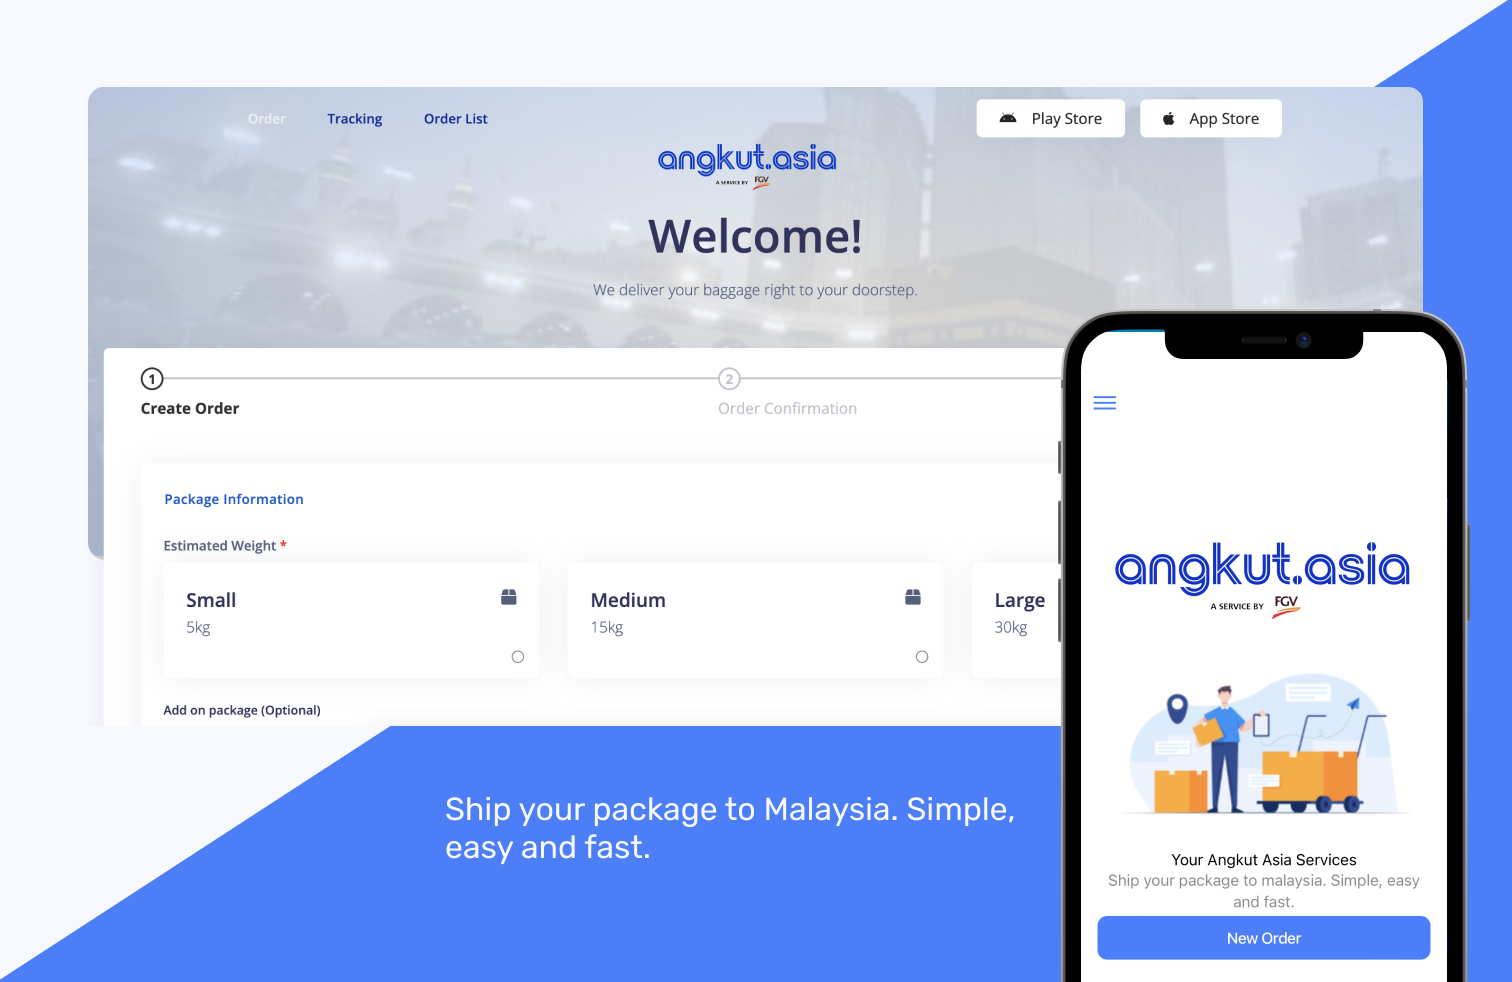 Order Tracking Order List Play Store App Store
angkut.asia
A SERVICE BY FGV
Welcome!
We deliver your baggage right to your doorstep.
1 2
Create Order Order Confirmation
Package Information
Estimated Weight *
Small Medium Large
5kg 15kg 30kg
Add on package (Optional)
Ship your package to Malaysia. Simple,
easy and fast.
angkut.asia
A SERVICE BY FGV
Your Angkut Asia Services
Ship your package to malaysia. Simple, easy
and fast.
New Order